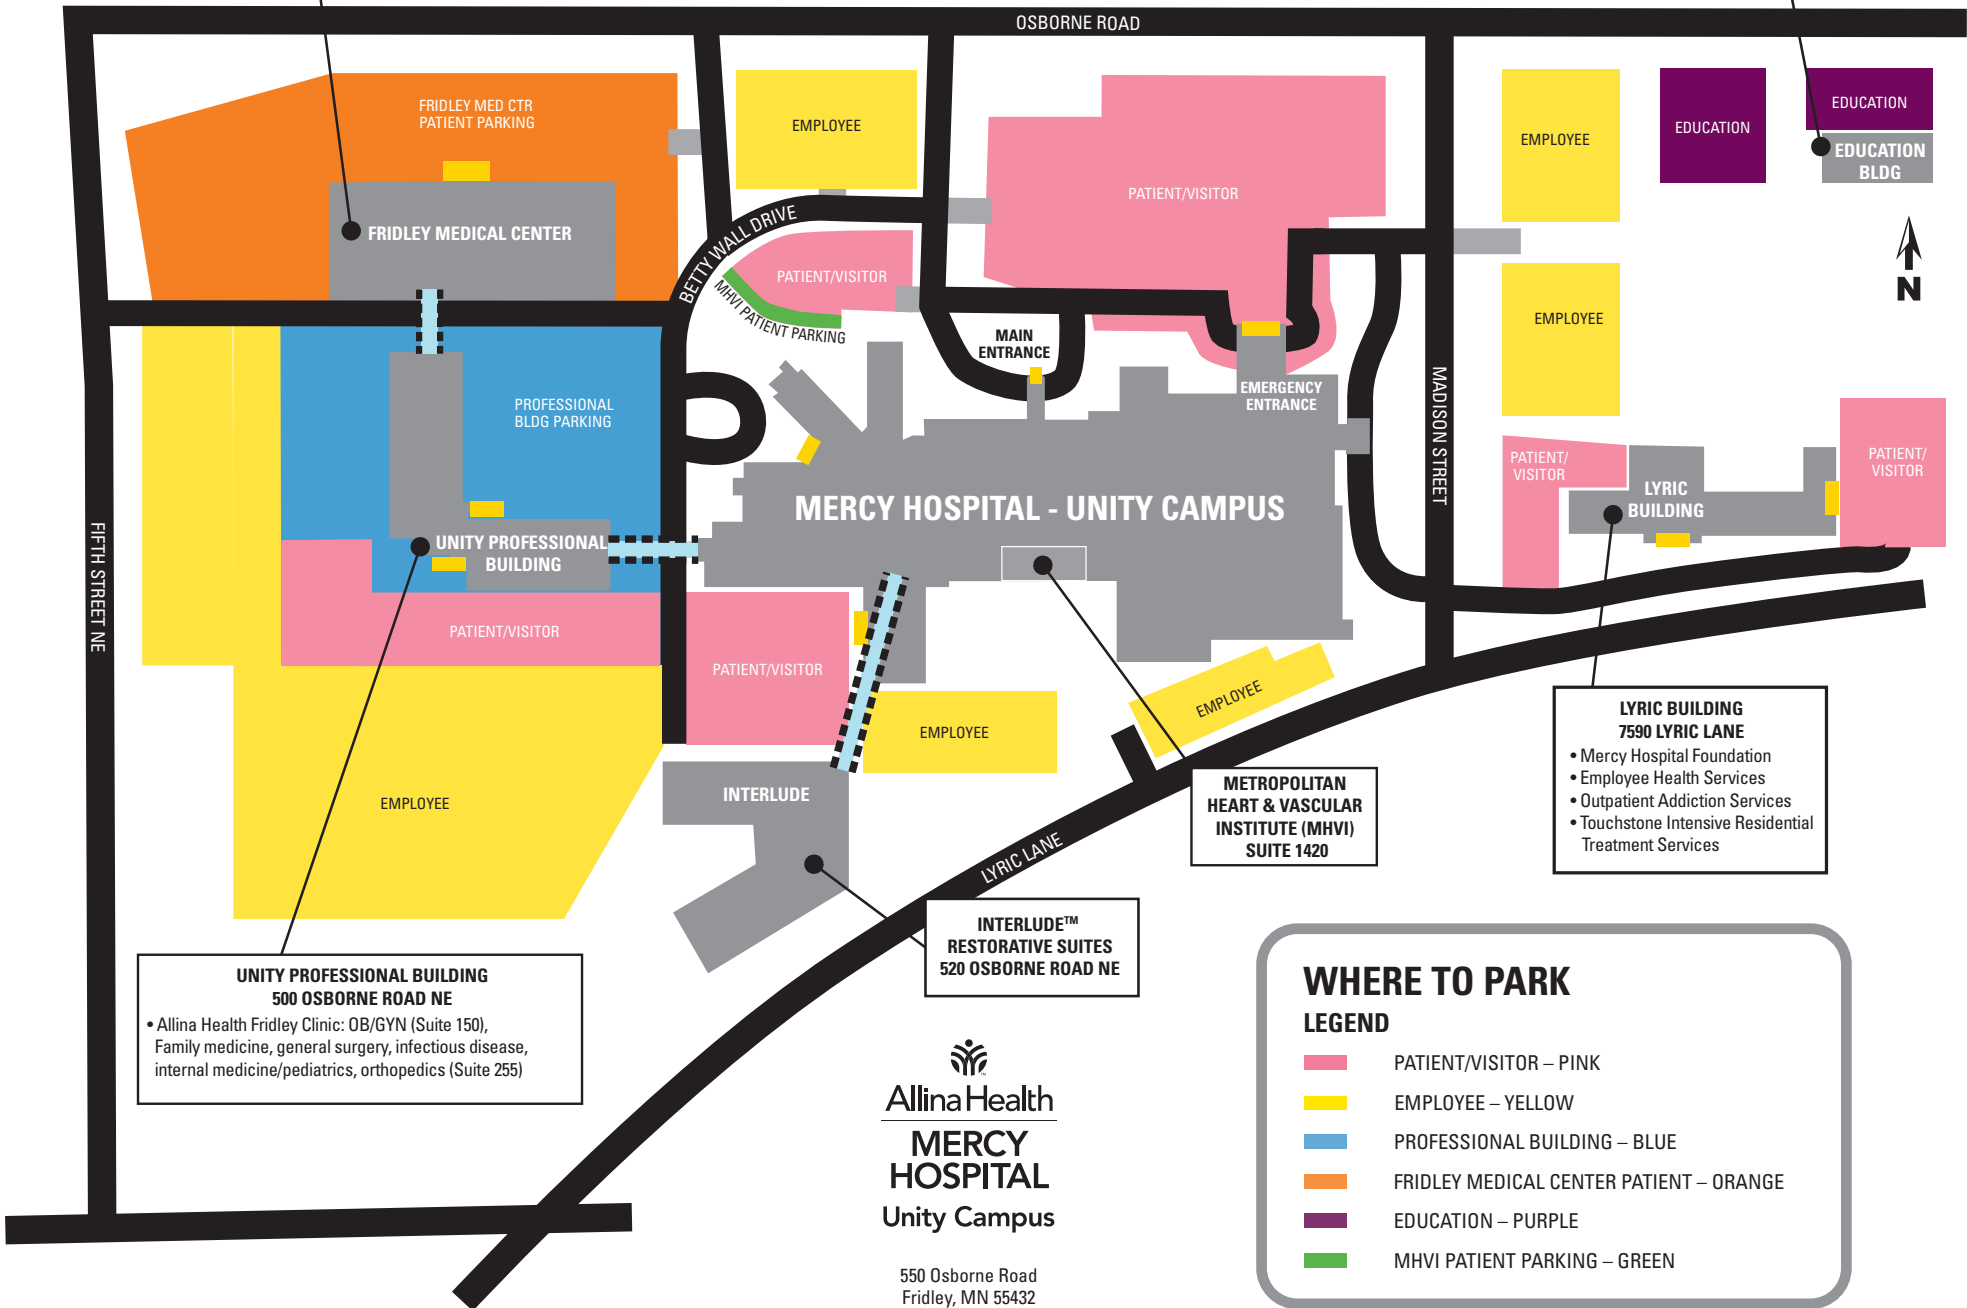 OSBORNE ROAD
FRIDLEY MED CTR
PATIENT PARKING
EMPLOYEE
PATIENT/VISITOR
EMPLOYEE
EDUCATION
EDUCATION
EDUCATION
BLDG
FRIDLEY MEDICAL CENTER
BETTY WALL DRIVE
PATIENT/VISITOR
MHVI PATIENT PARKING
N
EMPLOYEE
MAIN
ENTRANCE
EMERGENCY
ENTRANCE
MADISON STREET
PROFESSIONAL
BLDG PARKING
PATIENT/
VISITOR
PATIENT/
VISITOR
LYRIC
BUILDING
MERCY HOSPITAL - UNITY CAMPUS
FIFTH STREET NE
UNITY PROFESSIONAL
BUILDING
PATIENT/VISITOR
PATIENT/VISITOR
EMPLOYEE
EMPLOYEE
EMPLOYEE
INTERLUDE
LYRIC LANE
METROPOLITAN
HEART & VASCULAR
INSTITUTE (MHVI)
SUITE 1420
LYRIC BUILDING
7590 LYRIC LANE
• Mercy Hospital Foundation
• Employee Health Services
• Outpatient Addiction Services
• Touchstone Intensive Residential
Treatment Services
INTERLUDE™
RESTORATIVE SUITES
520 OSBORNE ROAD NE
UNITY PROFESSIONAL BUILDING
500 OSBORNE ROAD NE
• Allina Health Fridley Clinic: OB/GYN (Suite 150),
Family medicine, general surgery, infectious disease,
internal medicine/pediatrics, orthopedics (Suite 255)
Allina Health
MERCY
HOSPITAL
Unity Campus
550 Osborne Road
Fridley, MN 55432
WHERE TO PARK
LEGEND
PATIENT/VISITOR – PINK
EMPLOYEE – YELLOW
PROFESSIONAL BUILDING – BLUE
FRIDLEY MEDICAL CENTER PATIENT – ORANGE
EDUCATION – PURPLE
MHVI PATIENT PARKING – GREEN